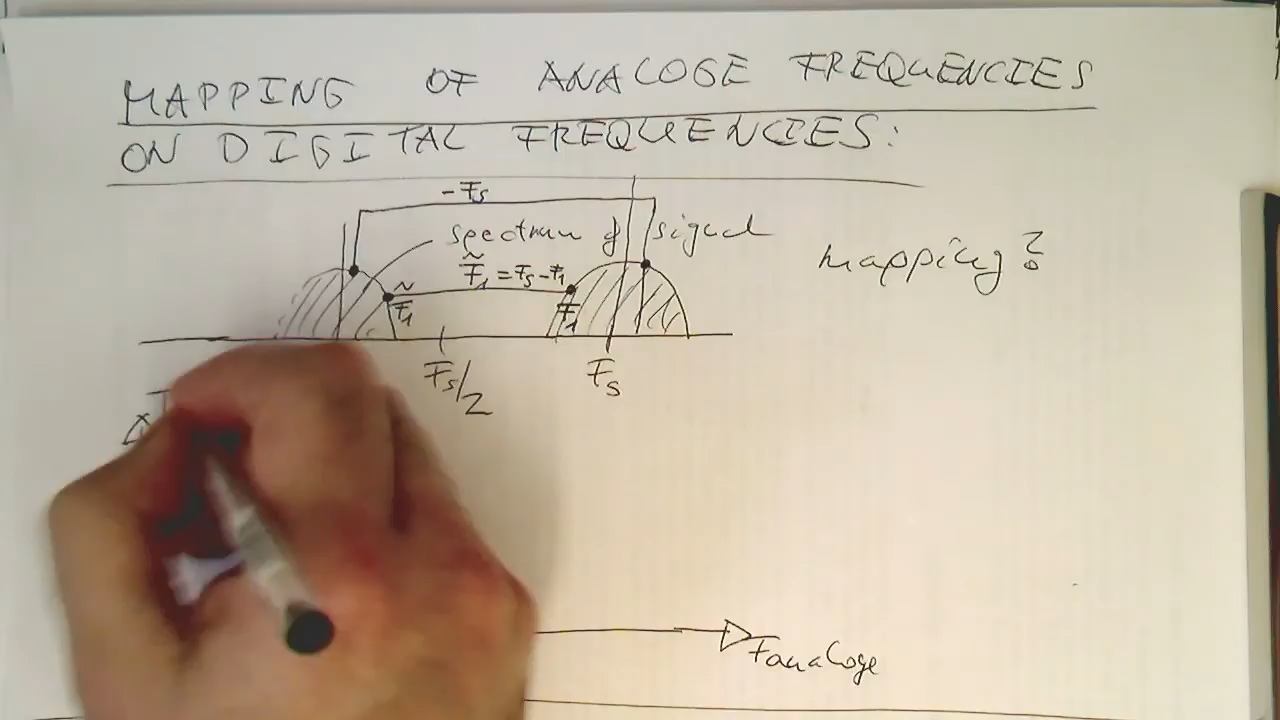 MAPPING OF ANALOGE FREQUENCIES
ON DIGITAL FREQUENCIES:
-Fs
spectrum of signal
mapping?
F̃₁ = Fs - F₁
F̃₁
F₁
Fs/2
Fs
Fanaloge